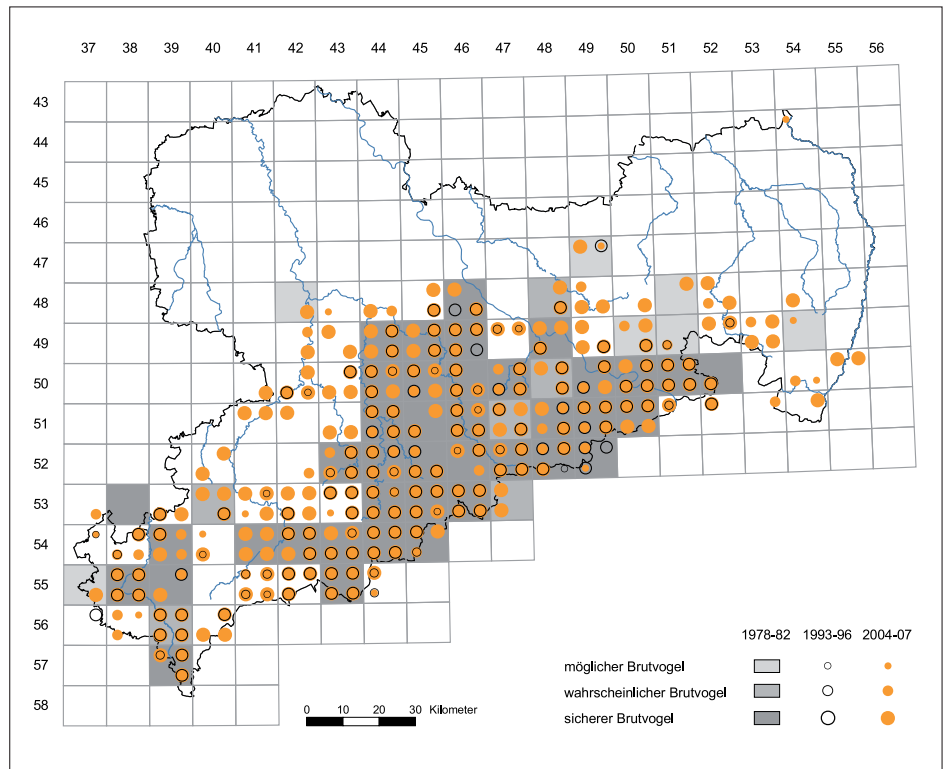 37 38 39 40 41 42 43 44 45 46 47 48 49 50 51 52 53 54 55 56
43
44
45
46
47
48
49
50
51
52
53
54
55
56
57
58
1978-82 1993-96 2004-07
möglicher Brutvogel
wahrscheinlicher Brutvogel
sicherer Brutvogel
0 10 20 30 Kilometer